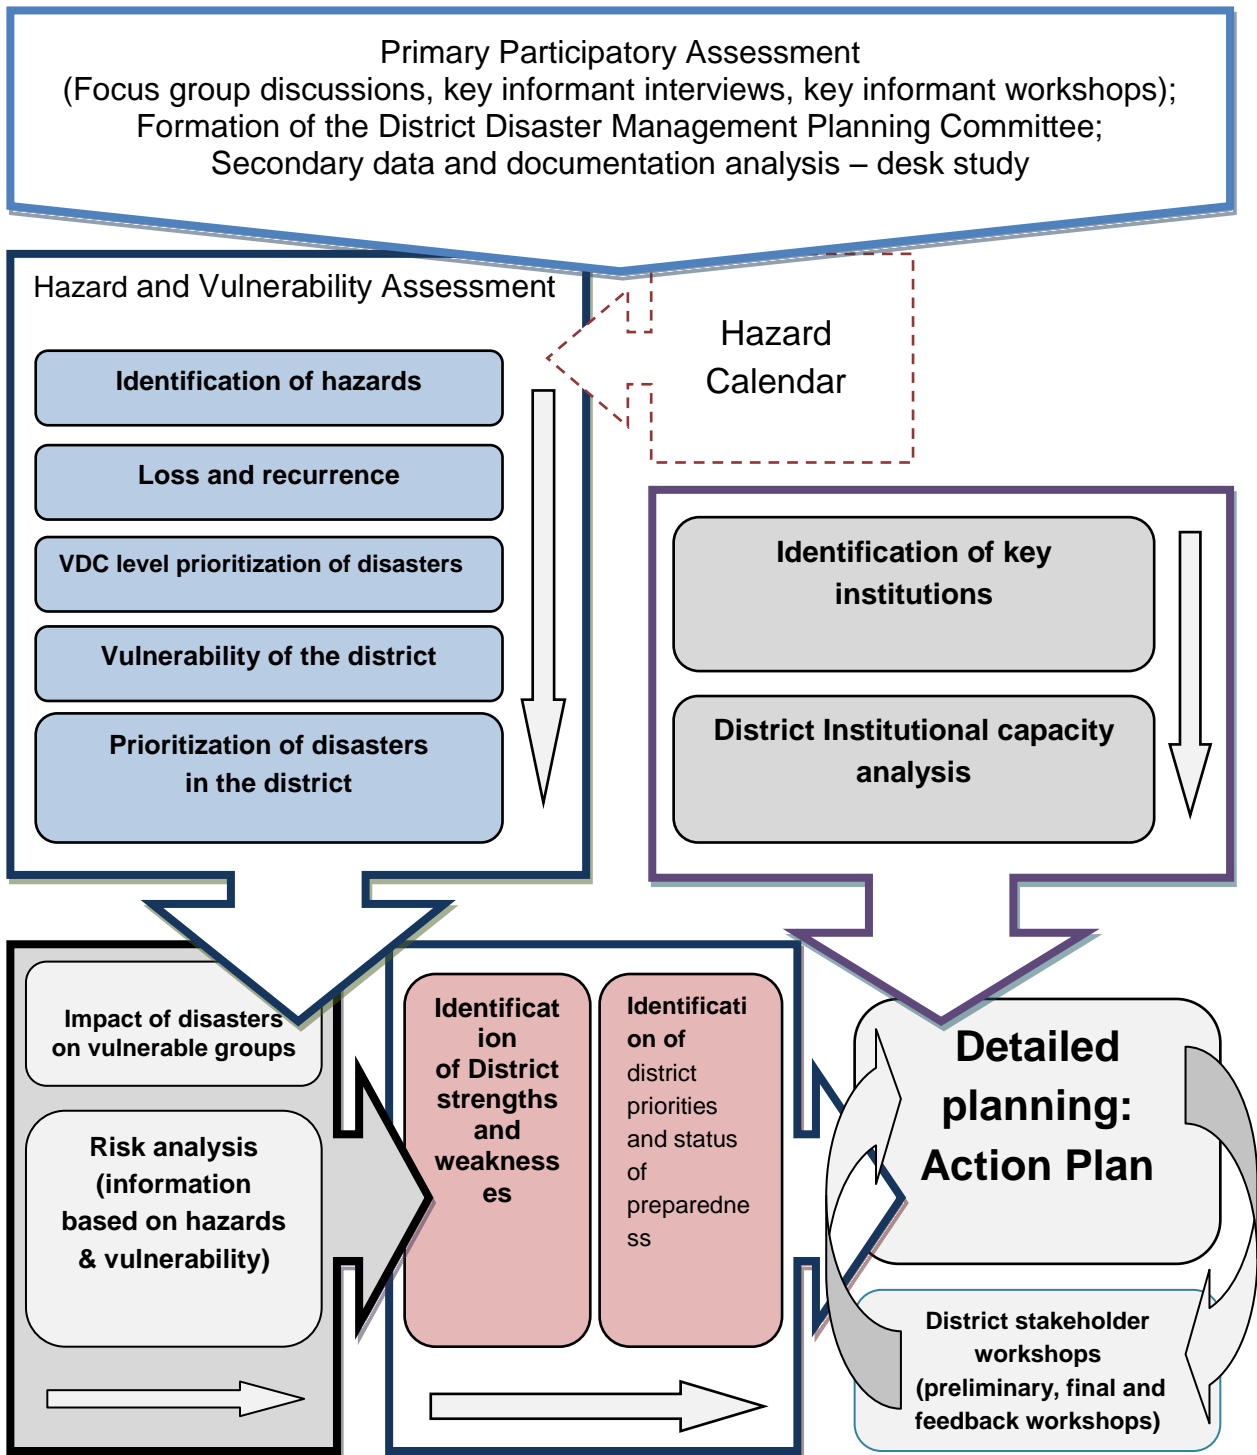 Primary Participatory Assessment
(Focus group discussions, key informant interviews, key informant workshops);
Formation of the District Disaster Management Planning Committee;
Secondary data and documentation analysis – desk study
Hazard and Vulnerability Assessment
Identification of hazards
Loss and recurrence
VDC level prioritization of disasters
Vulnerability of the district
Prioritization of disasters
in the district
Hazard
Calendar
Identification of key
institutions
District Institutional capacity
analysis
Impact of disasters
on vulnerable groups
Risk analysis
(information
based on hazards
& vulnerability)
Identificat
ion
of District
strengths
and
weakness
es
Identificati
on of
district
priorities
and status
of
preparedne
ss
Detailed
planning:
Action Plan
District stakeholder
workshops
(preliminary, final and
feedback workshops)